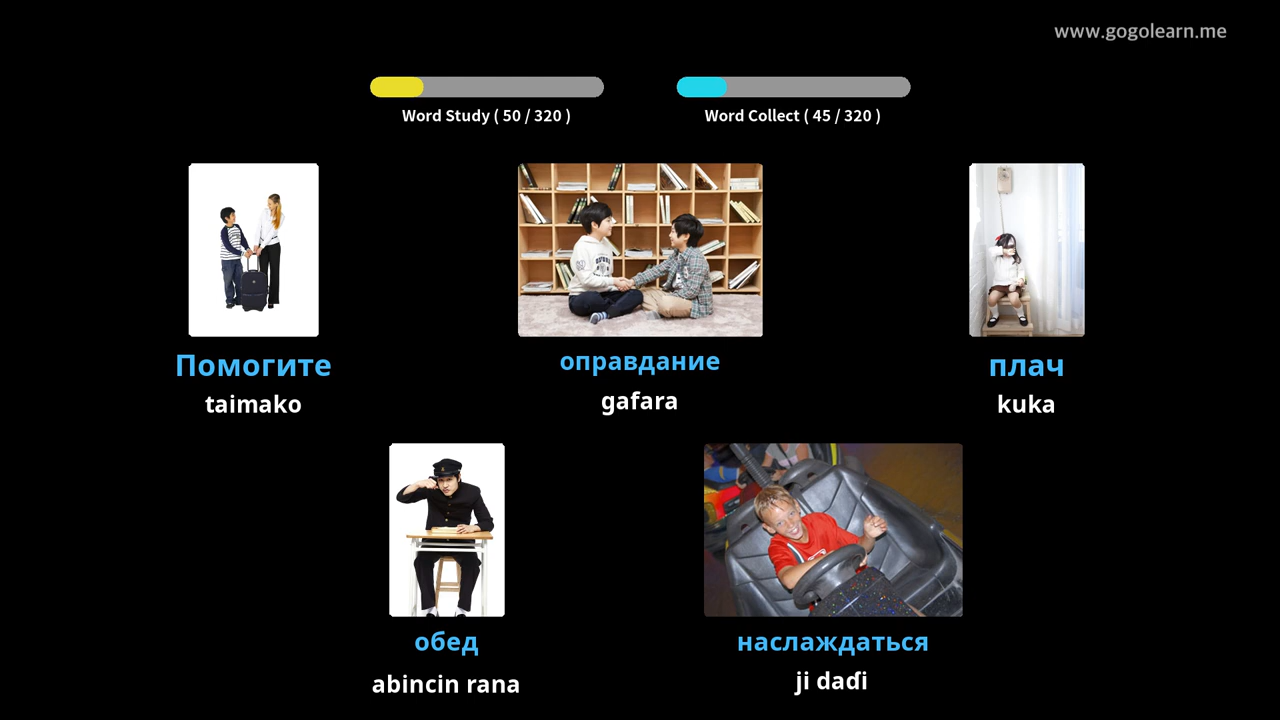 www.gogolearn.me
Word Study ( 50 / 320 )
Word Collect ( 45 / 320 )
Помогите
taimako
оправдание
gafara
плач
kuka
обед
abincin rana
наслаждаться
ji daɗi